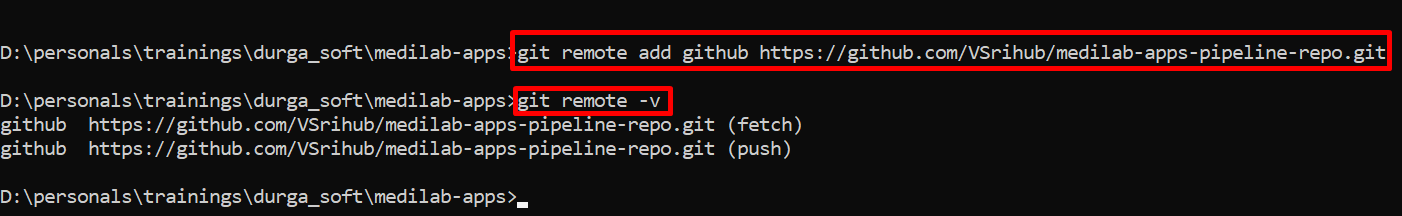 D:\personals\trainings\durga_soft\medilab-apps>git remote add github https://github.com/VSrihub/medilab-apps-pipeline-repo.git
D:\personals\trainings\durga_soft\medilab-apps>git remote -v
github  https://github.com/VSrihub/medilab-apps-pipeline-repo.git (fetch)
github  https://github.com/VSrihub/medilab-apps-pipeline-repo.git (push)
D:\personals\trainings\durga_soft\medilab-apps>